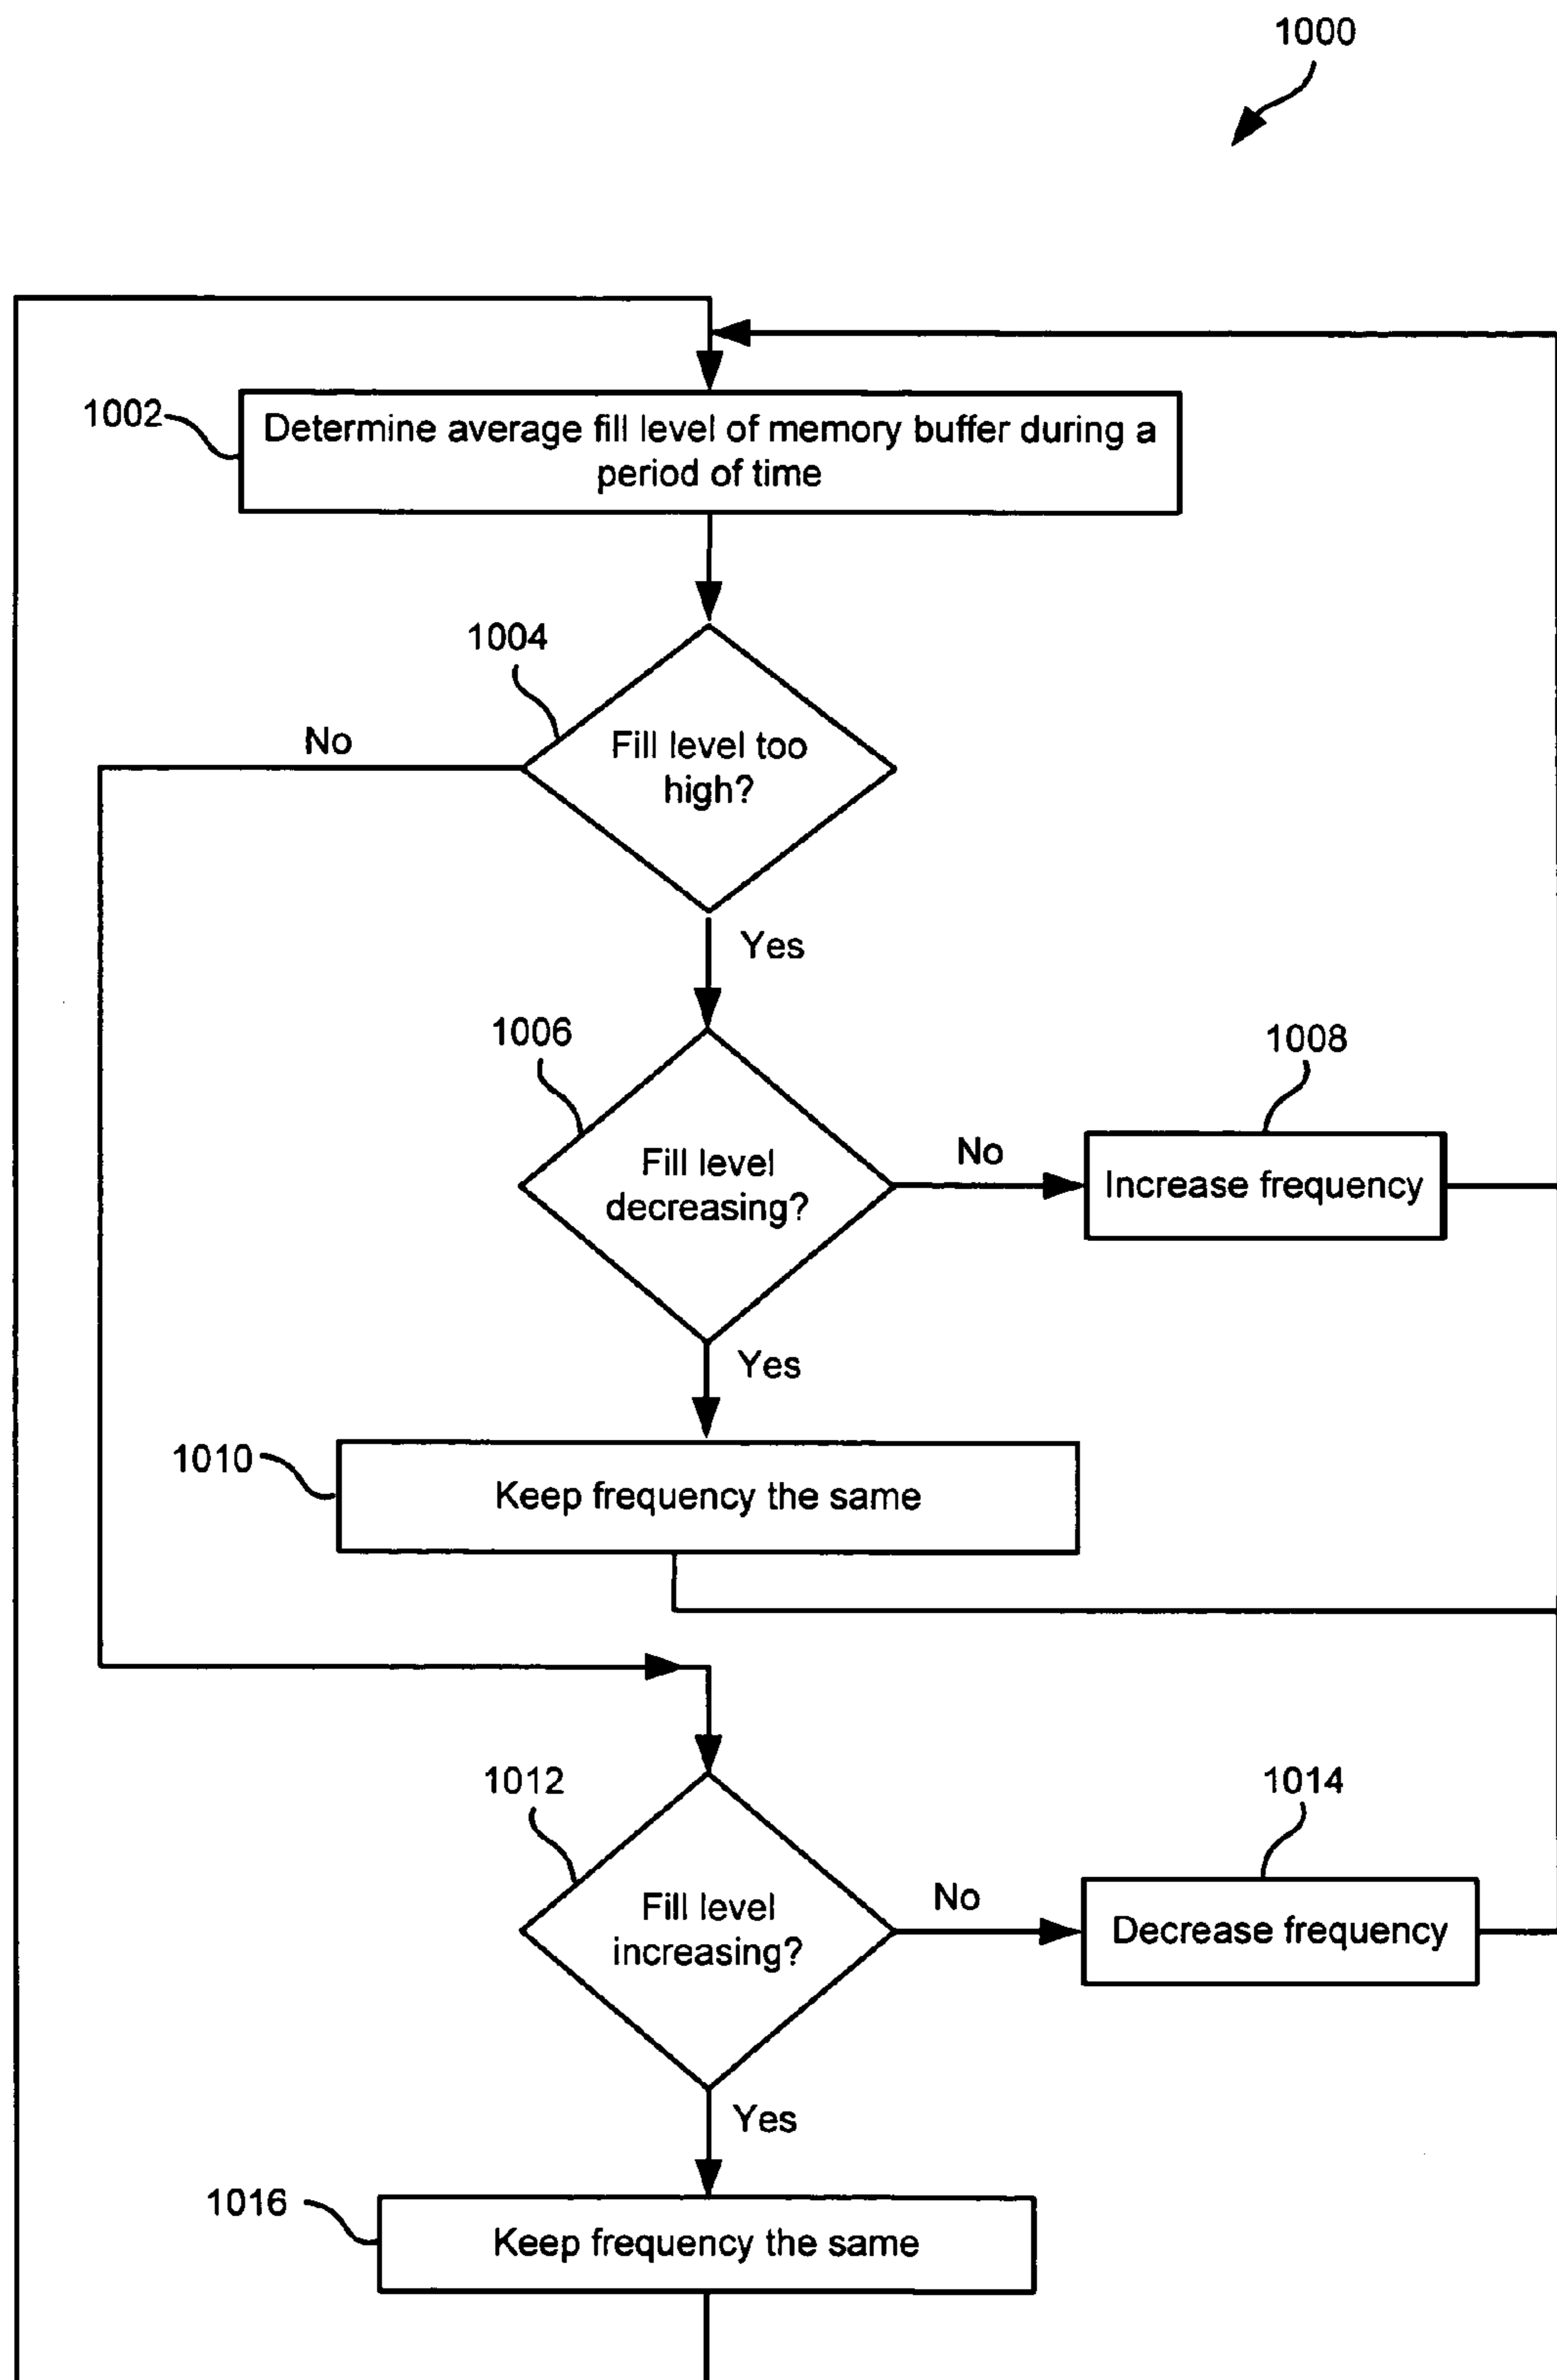 1000
1002
Determine average fill level of memory buffer during a
period of time
1004
No
Fill level too
high?
Yes
1006
1008
Fill level
decreasing?
No
Increase frequency
Yes
1010
Keep frequency the same
1012
1014
Fill level
increasing?
No
Decrease frequency
Yes
1016
Keep frequency the same